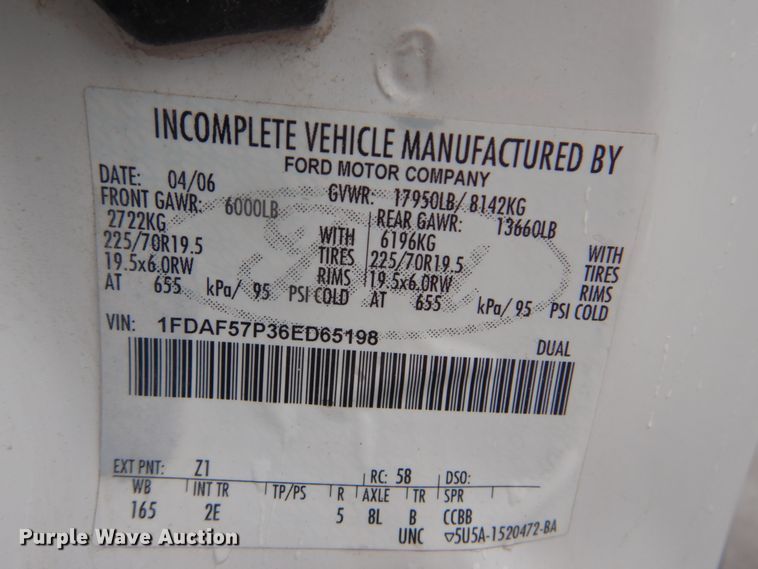 INCOMPLETE VEHICLE MANUFACTURED BY
FORD MOTOR COMPANY
DATE: 04/06 GVWR: 17950LB/ 8142KG
FRONT GAWR: 6000LB REAR GAWR: 13660LB
2722KG WITH 6196KG WITH
225/70R19.5 TIRES 225/70R19.5 TIRES
19.5x6.0RW RIMS 19.5x6.0RW RIMS
AT 655 kPa/ 95 PSI COLD AT 655 kPa/ 95 PSI COLD
VIN: 1FDAF57P36ED65198 DUAL
EXT PNT: Z1 RC: 58 DSO:
WB INT TR TP/PS R AXLE TR SPR
165 2E 5 8L B CCBB
UNC ▽5U5A-1520472-BA
Purple Wave Auction